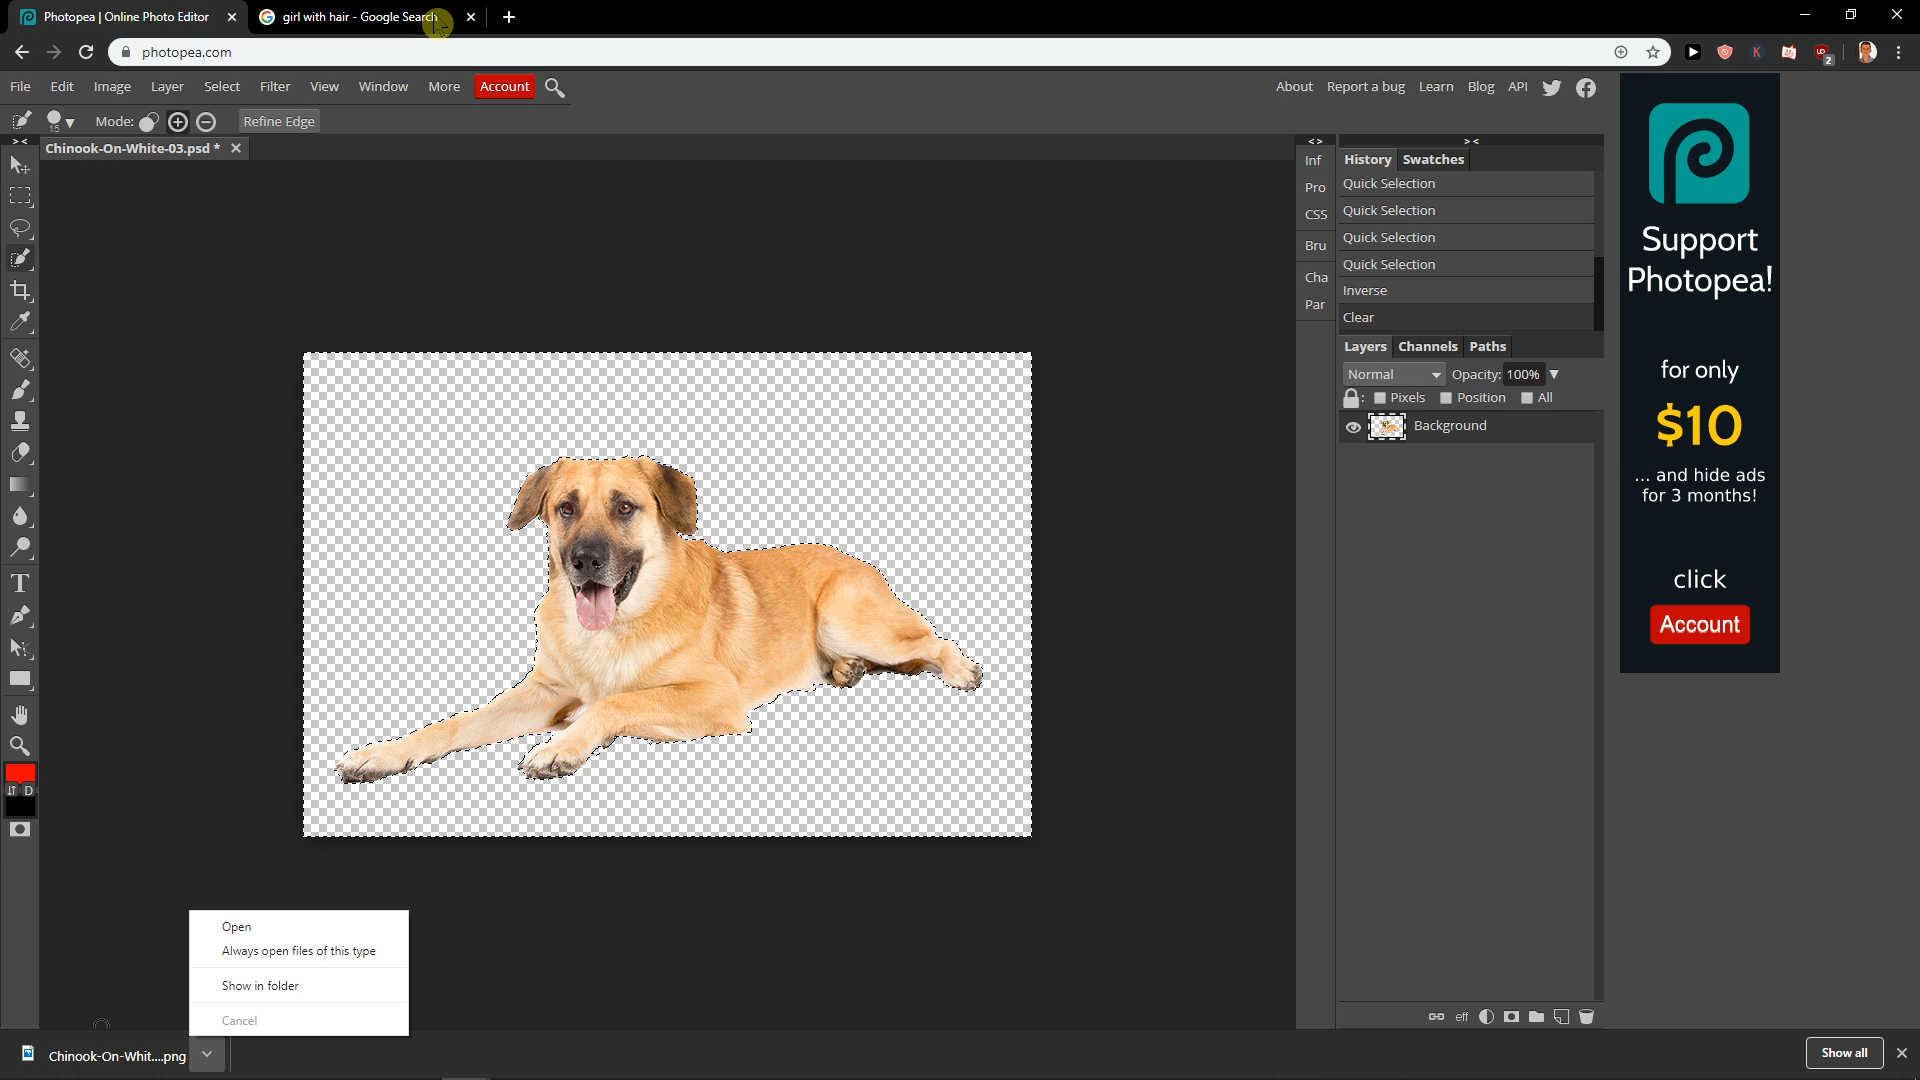 Photopea | Online Photo Editor
girl with hair - Google Search
photopea.com
K
UD
2
File Edit Image Layer Select Filter View Window More Account
About Report a bug Learn Blog API
15
Mode:
Refine Edge
Chinook-On-White-03.psd *
> <
< >
> <
Inf
Pro
CSS
Bru
Cha
Par
History Swatches
Quick Selection
Quick Selection
Quick Selection
Quick Selection
Inverse
Clear
Layers Channels Paths
Normal Opacity: 100%
: Pixels Position All
Background
T
D
eff
Support
Photopea!
for only
$10
... and hide ads
for 3 months!
click
Account
Open
Always open files of this type
Show in folder
Cancel
Chinook-On-Whit....png
Show all